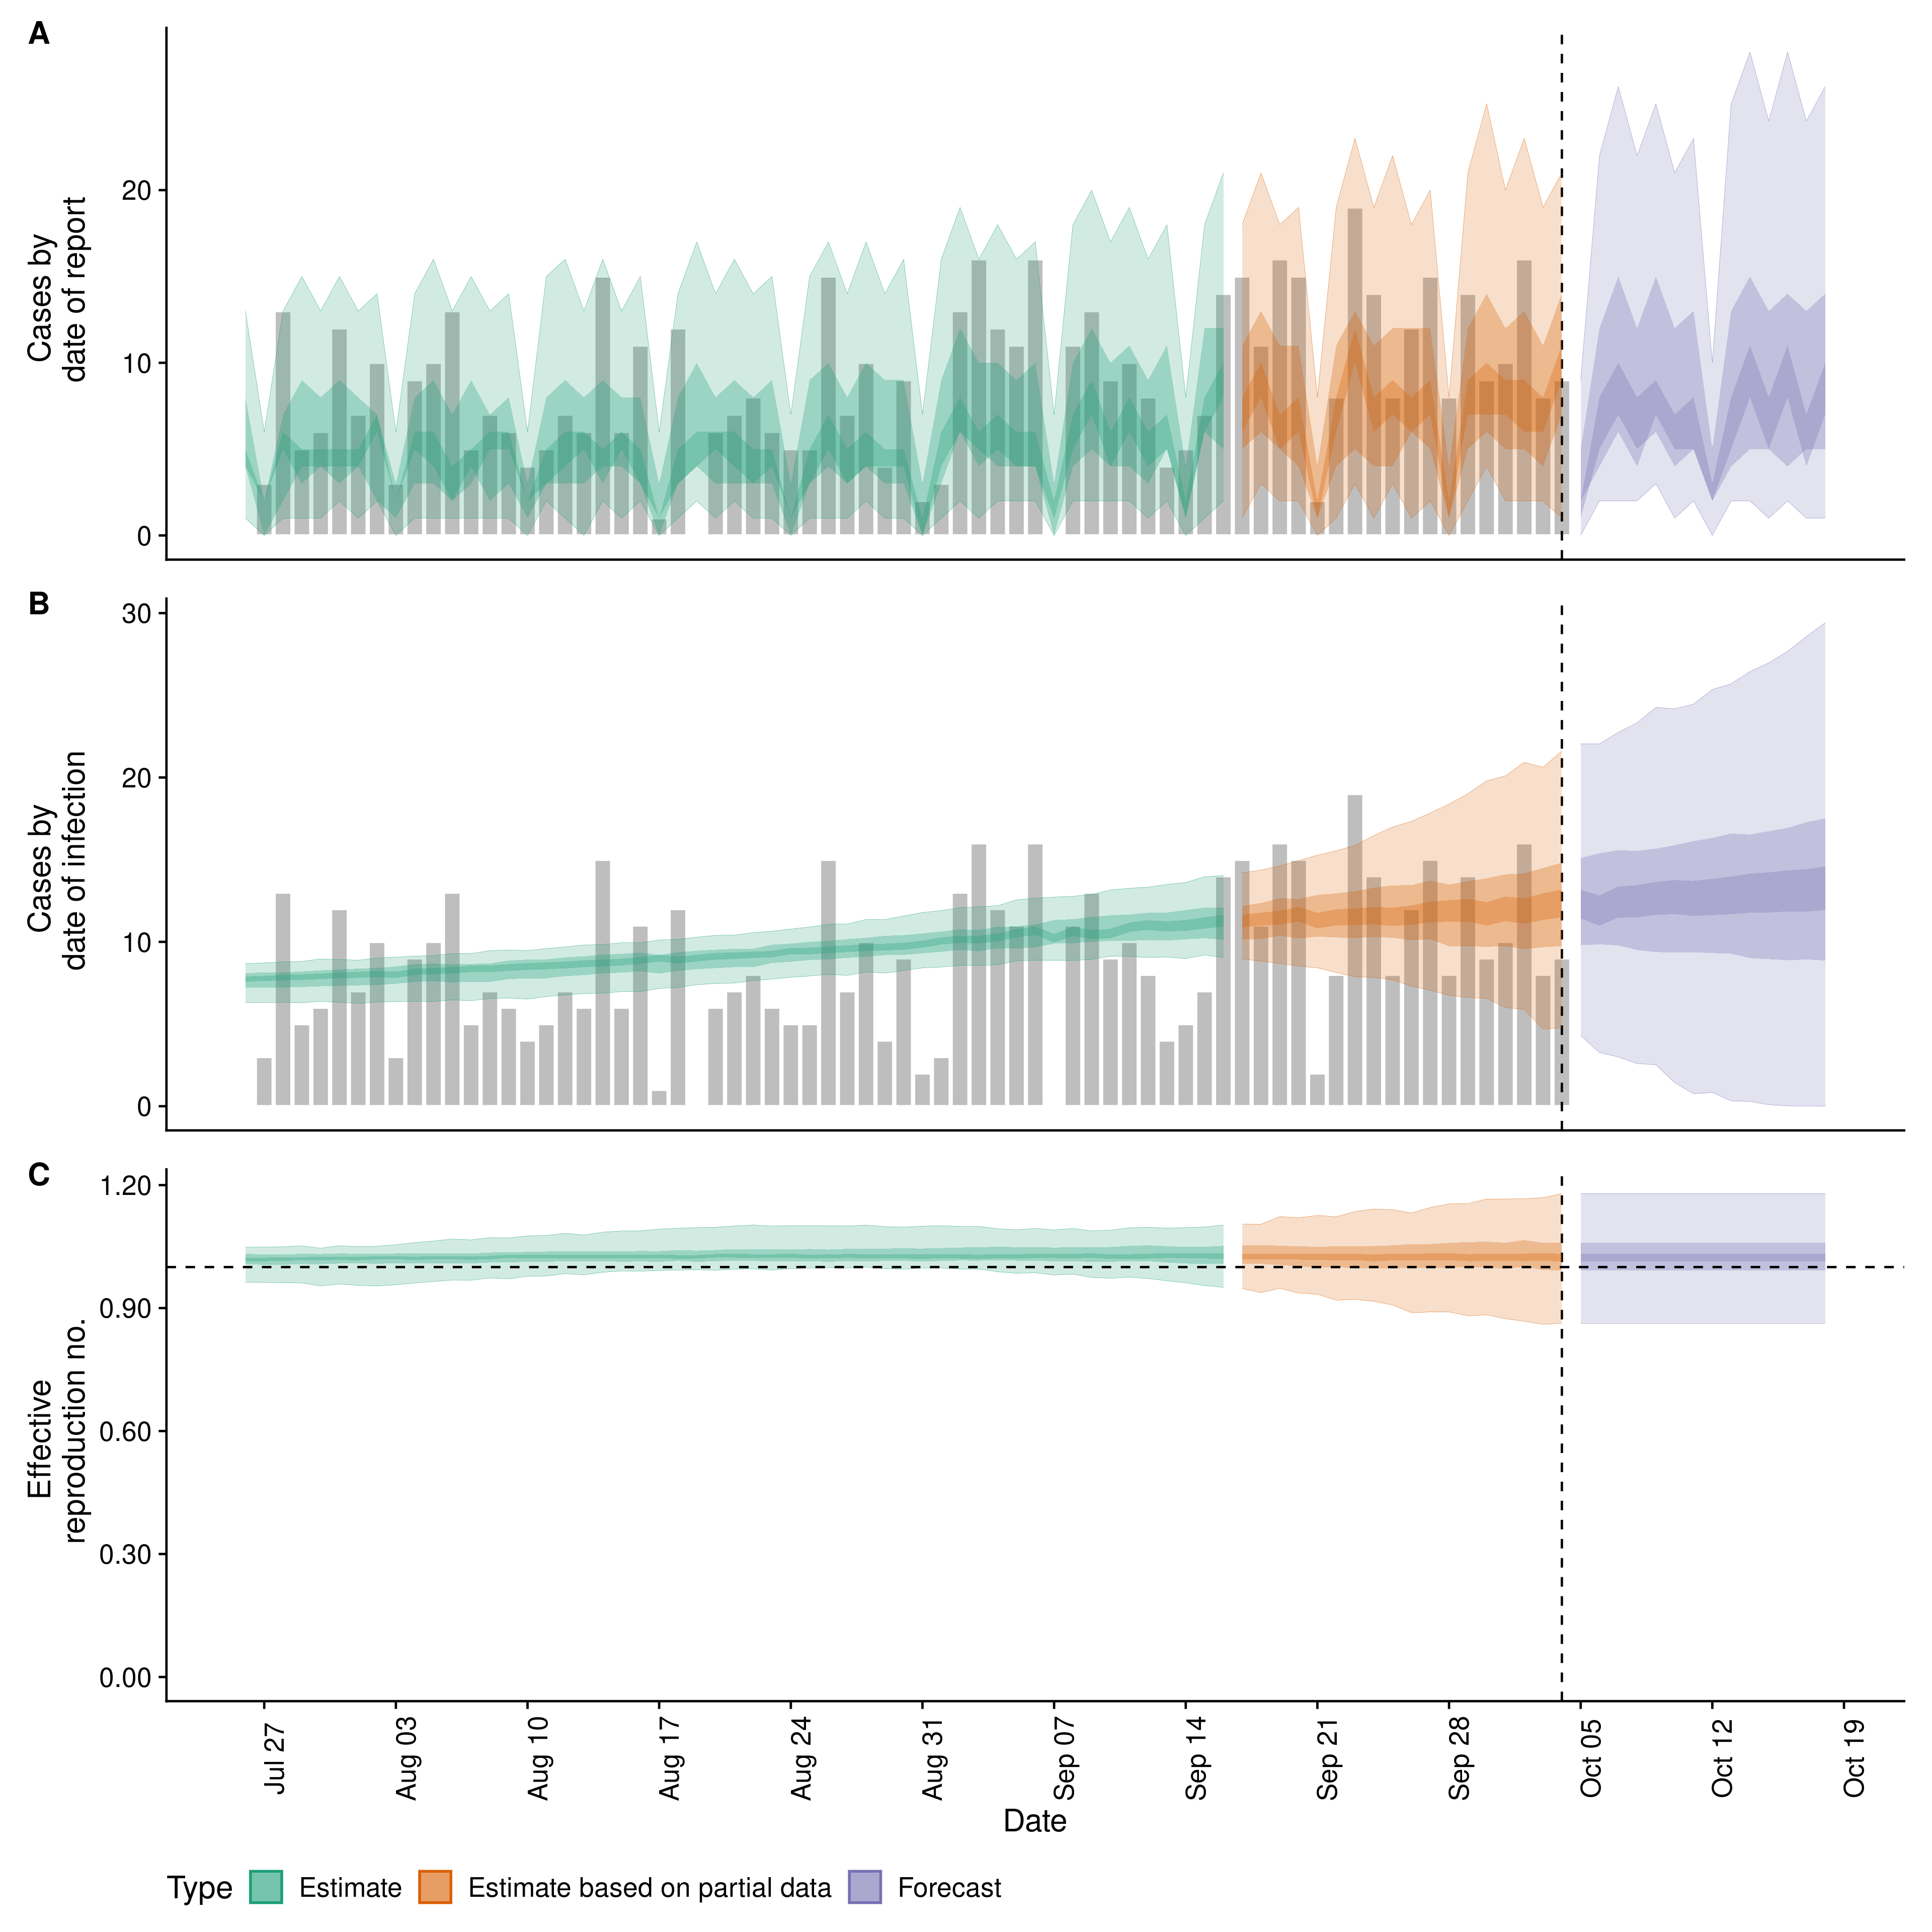 A
Cases by
date of report
20
10
0
B
Cases by
date of infection
30
20
10
0
C
Effective
reproduction no.
1.20
0.90
0.60
0.30
0.00
Jul 27
Aug 03
Aug 10
Aug 17
Aug 24
Aug 31
Sep 07
Sep 14
Sep 21
Sep 28
Oct 05
Oct 12
Oct 19
Date
Type Estimate Estimate based on partial data Forecast